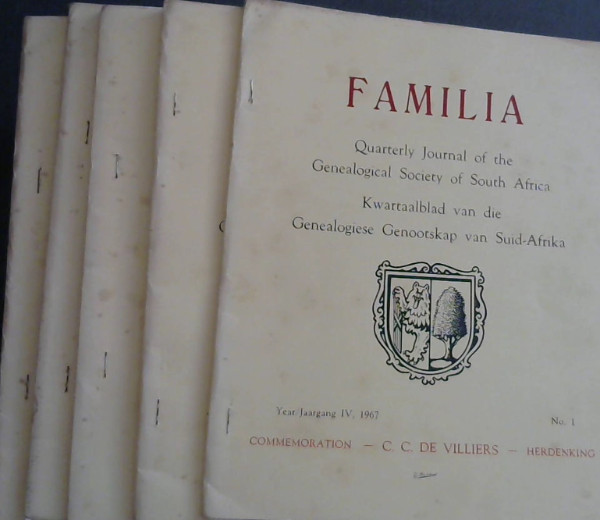 FAMILIA
Quarterly Journal of the
Genealogical Society of South Africa
Kwartaalblad van die
Genealogiese Genootskap van Suid-Afrika
Year/Jaargang IV, 1967 No. 1
COMMEMORATION — C. C. DE VILLIERS — HERDENKING